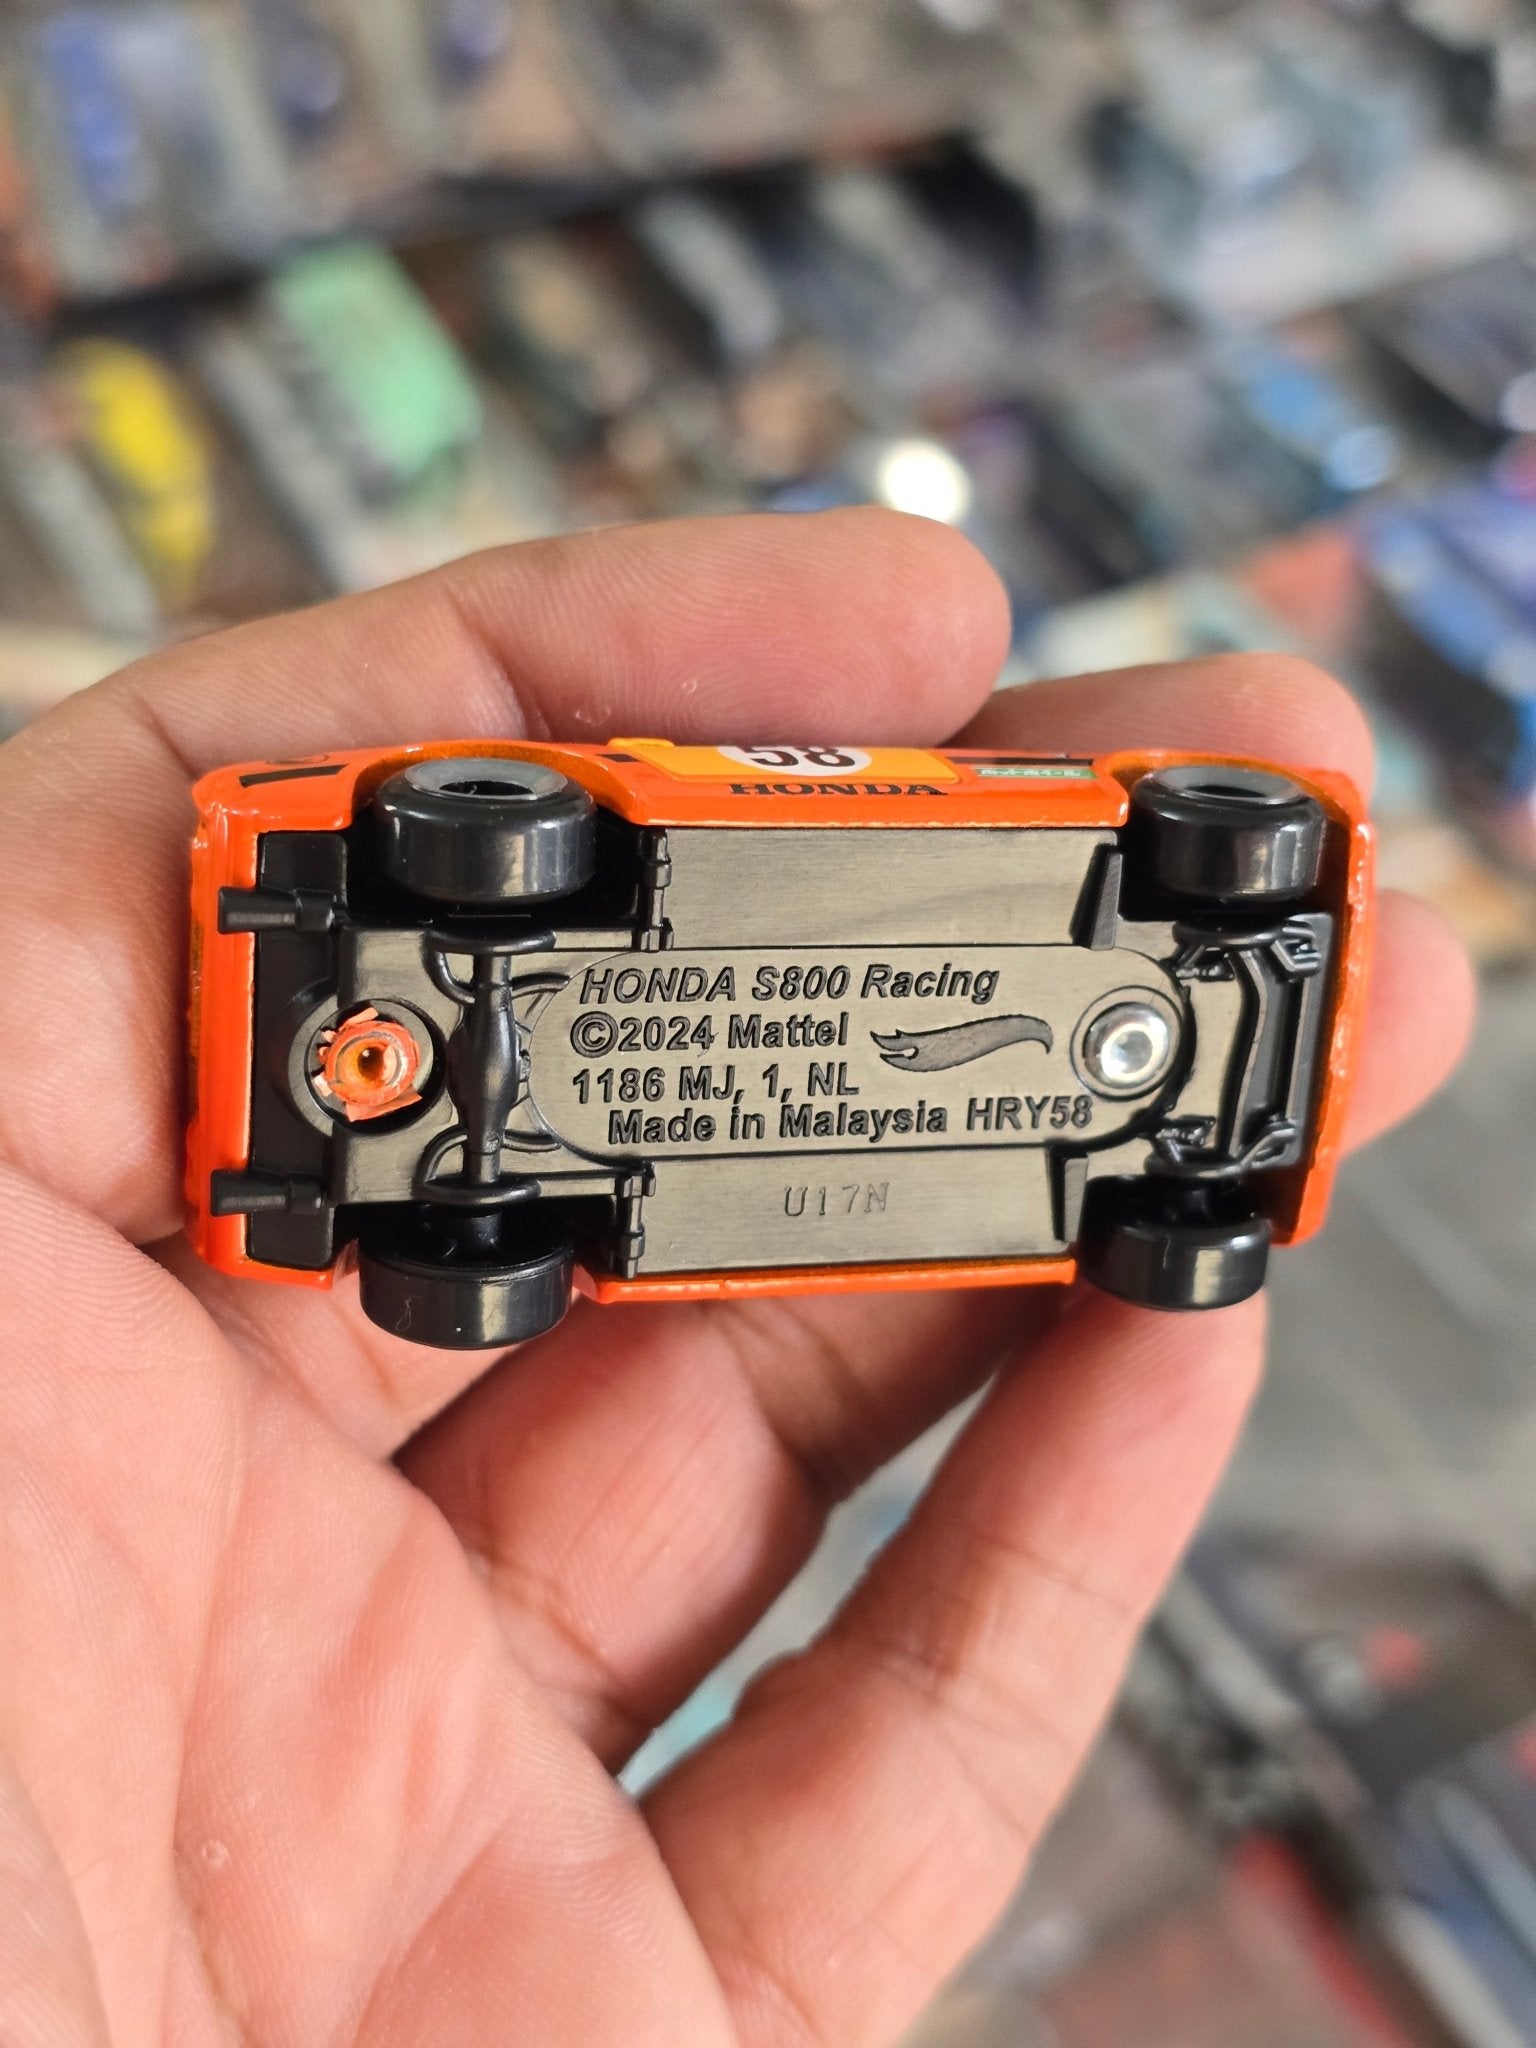 58
HONDA
HONDA S800 Racing
©2024 Mattel
1186 MJ, 1, NL
Made in Malaysia HRY58
U17N